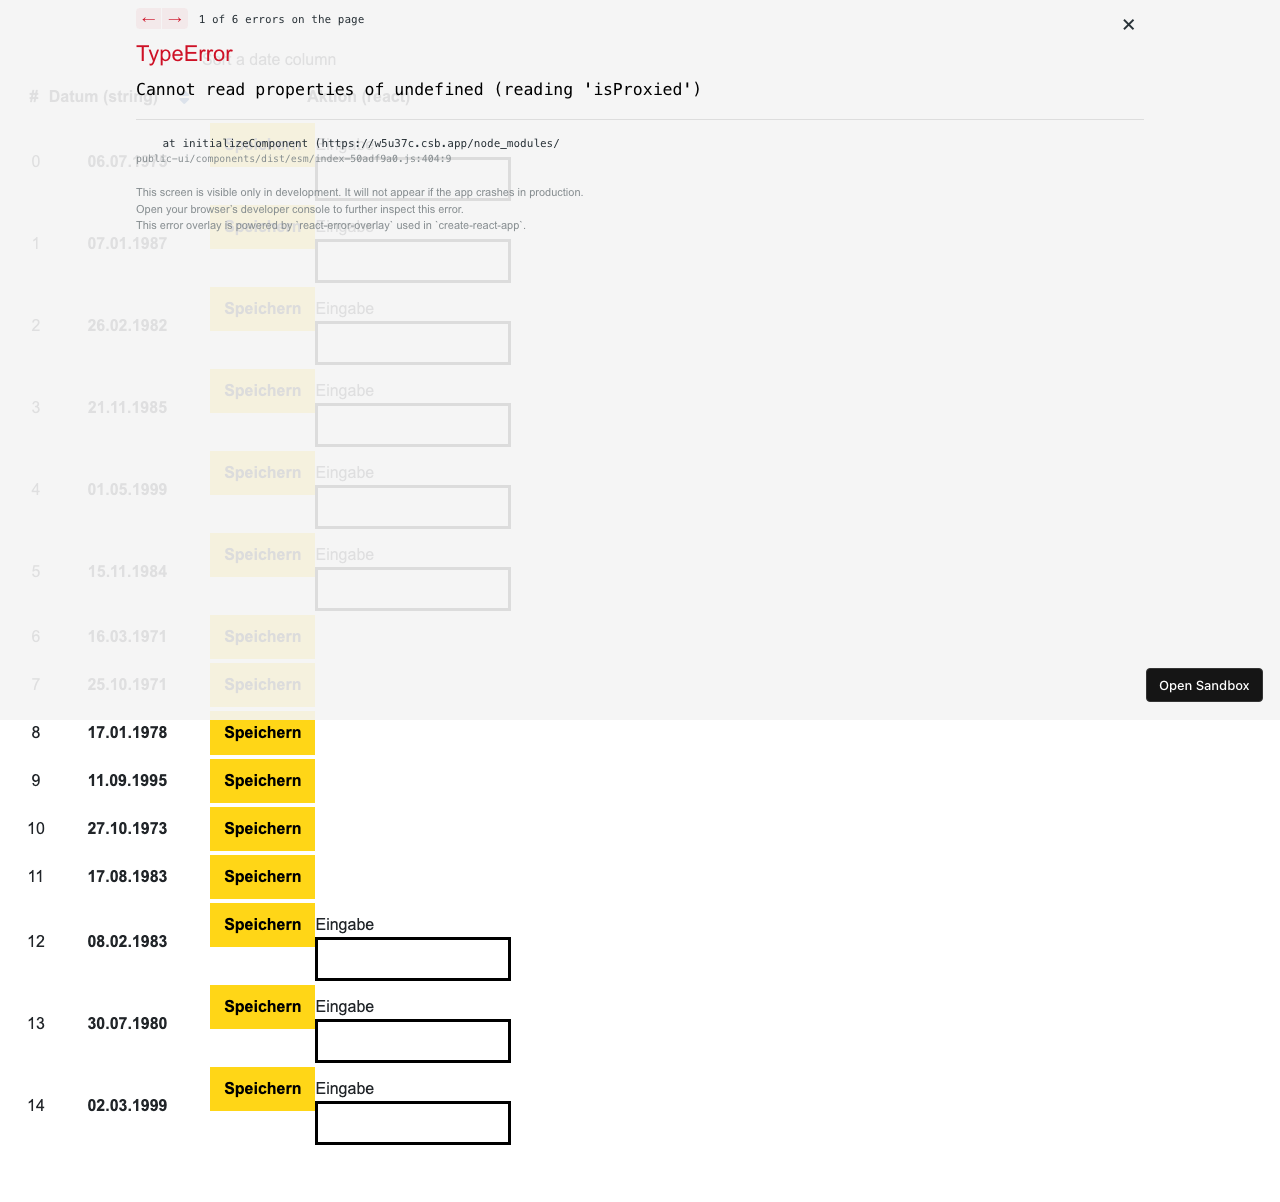 ← → 1 of 6 errors on the page ✕
TypeError
Sort a date column
Cannot read properties of undefined (reading 'isProxied')
# Datum (string) Aktion (react)
at initializeComponent (https://w5u37c.csb.app/node_modules/
public-ui/components/dist/esm/index-50adf9a0.js:404:9
Speichern Eingabe
0 06.07.1975
This screen is visible only in development. It will not appear if the app crashes in production.
Open your browser's developer console to further inspect this error.
This error overlay is powered by `react-error-overlay` used in `create-react-app`.
Speichern Eingabe
1 07.01.1987
Speichern Eingabe
2 26.02.1982
Speichern Eingabe
3 21.11.1985
Speichern Eingabe
4 01.05.1999
Speichern Eingabe
5 15.11.1984
6 16.03.1971 Speichern
7 25.10.1971 Speichern
Open Sandbox
8 17.01.1978 Speichern
9 11.09.1995 Speichern
10 27.10.1973 Speichern
11 17.08.1983 Speichern
Speichern Eingabe
12 08.02.1983
Speichern Eingabe
13 30.07.1980
Speichern Eingabe
14 02.03.1999